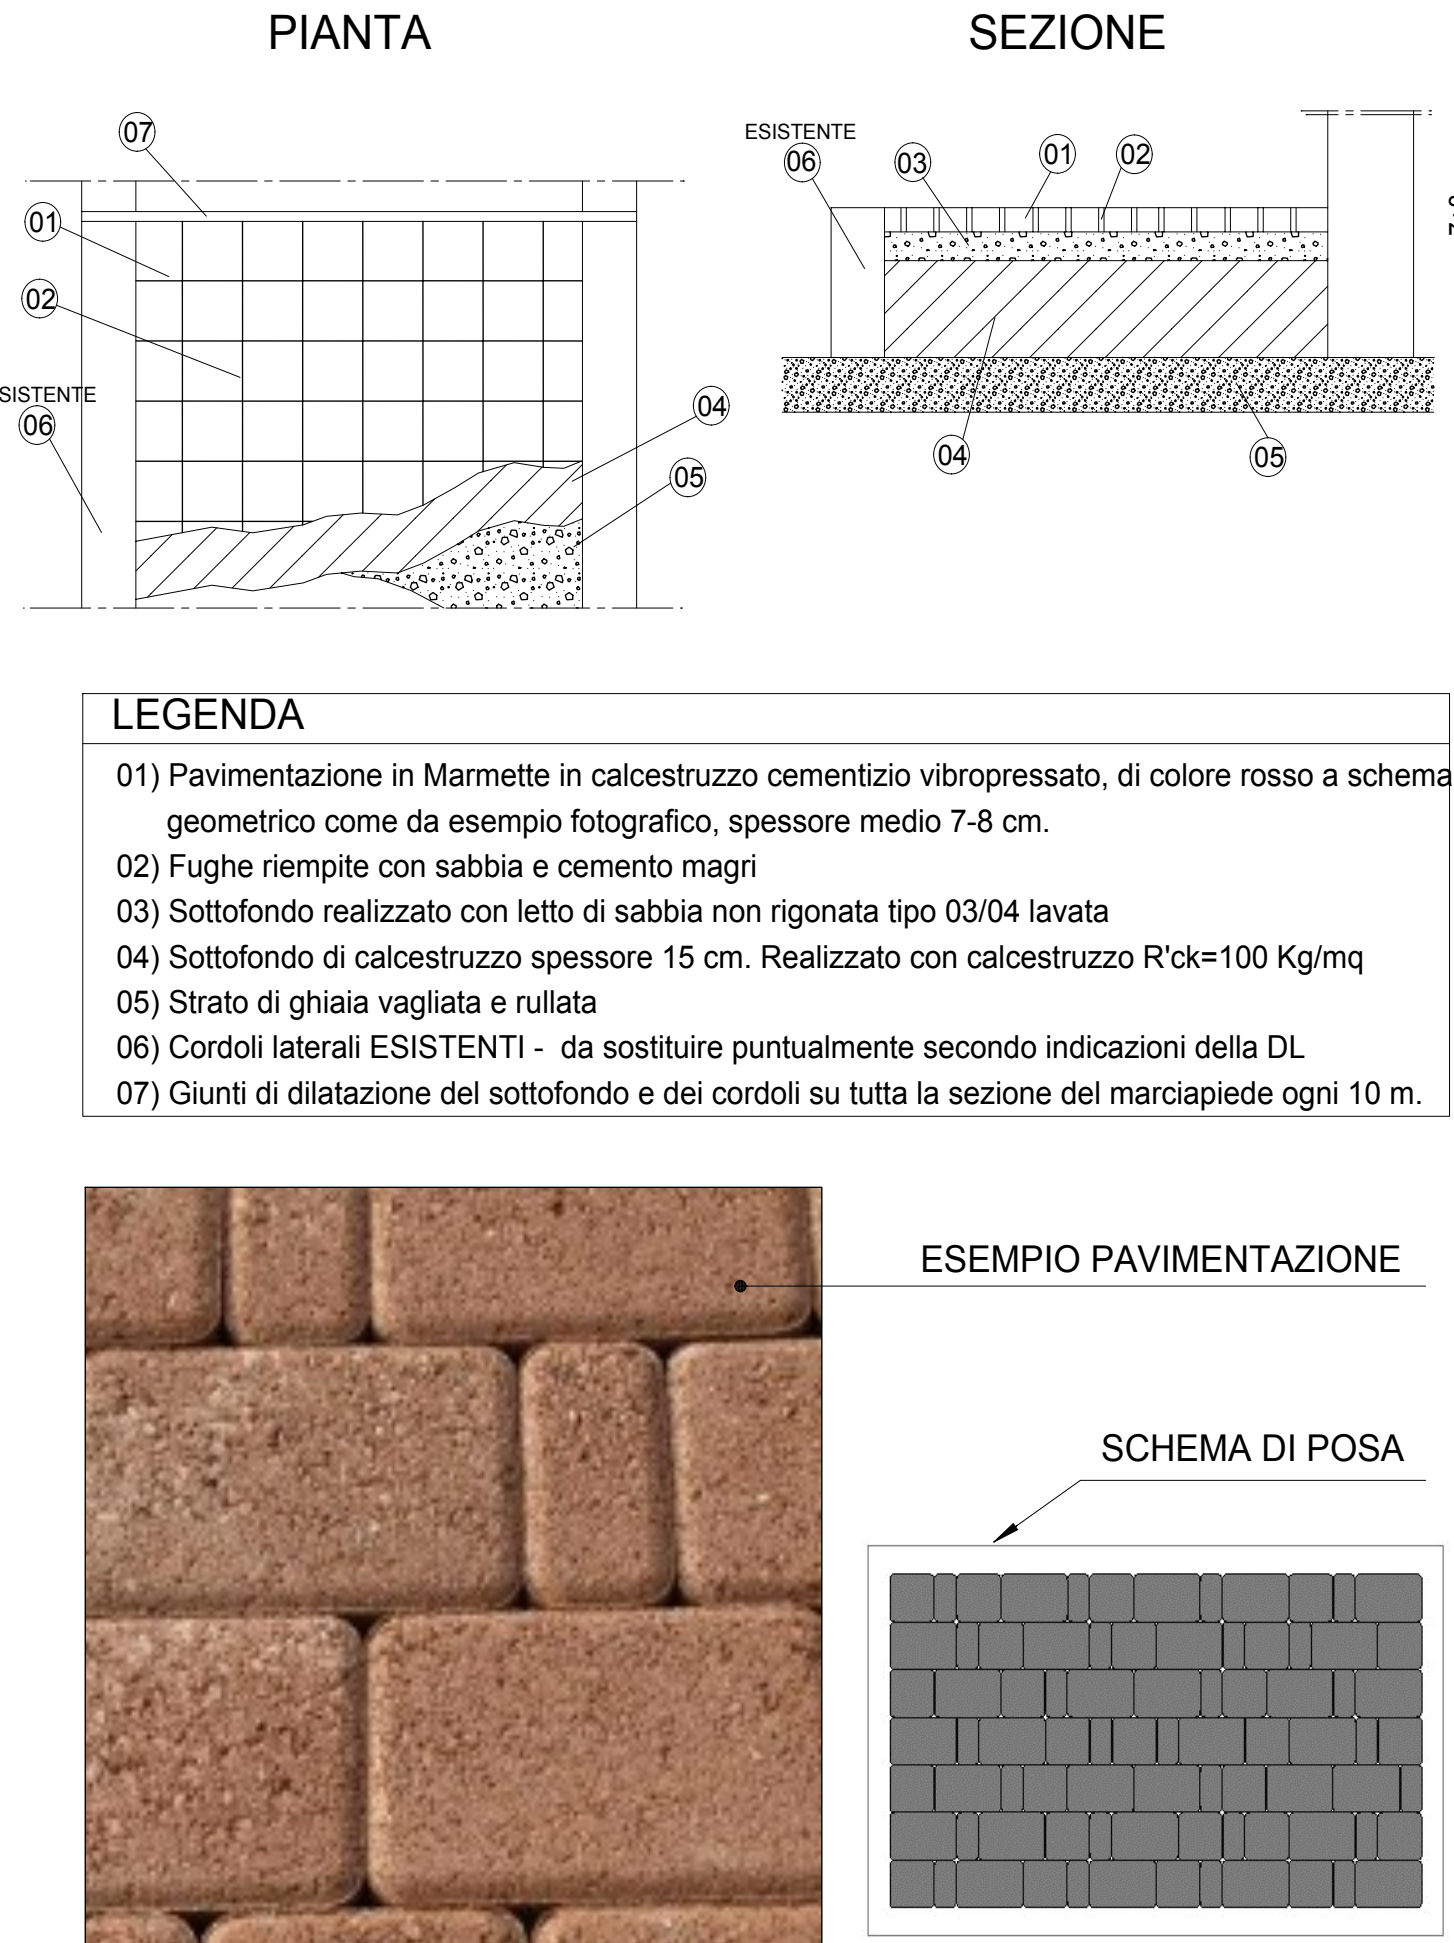 PIANTA
SEZIONE
07
01
02
SISTENTE
06
04
05
ESISTENTE
06
03
01
02
04
05
LEGENDA
01) Pavimentazione in Marmette in calcestruzzo cementizio vibropressato, di colore rosso a schema
geometrico come da esempio fotografico, spessore medio 7-8 cm.
02) Fughe riempite con sabbia e cemento magri
03) Sottofondo realizzato con letto di sabbia non rigonata tipo 03/04 lavata
04) Sottofondo di calcestruzzo spessore 15 cm. Realizzato con calcestruzzo R'ck=100 Kg/mq
05) Strato di ghiaia vagliata e rullata
06) Cordoli laterali ESISTENTI - da sostituire puntualmente secondo indicazioni della DL
07) Giunti di dilatazione del sottofondo e dei cordoli su tutta la sezione del marciapiede ogni 10 m.
ESEMPIO PAVIMENTAZIONE
SCHEMA DI POSA